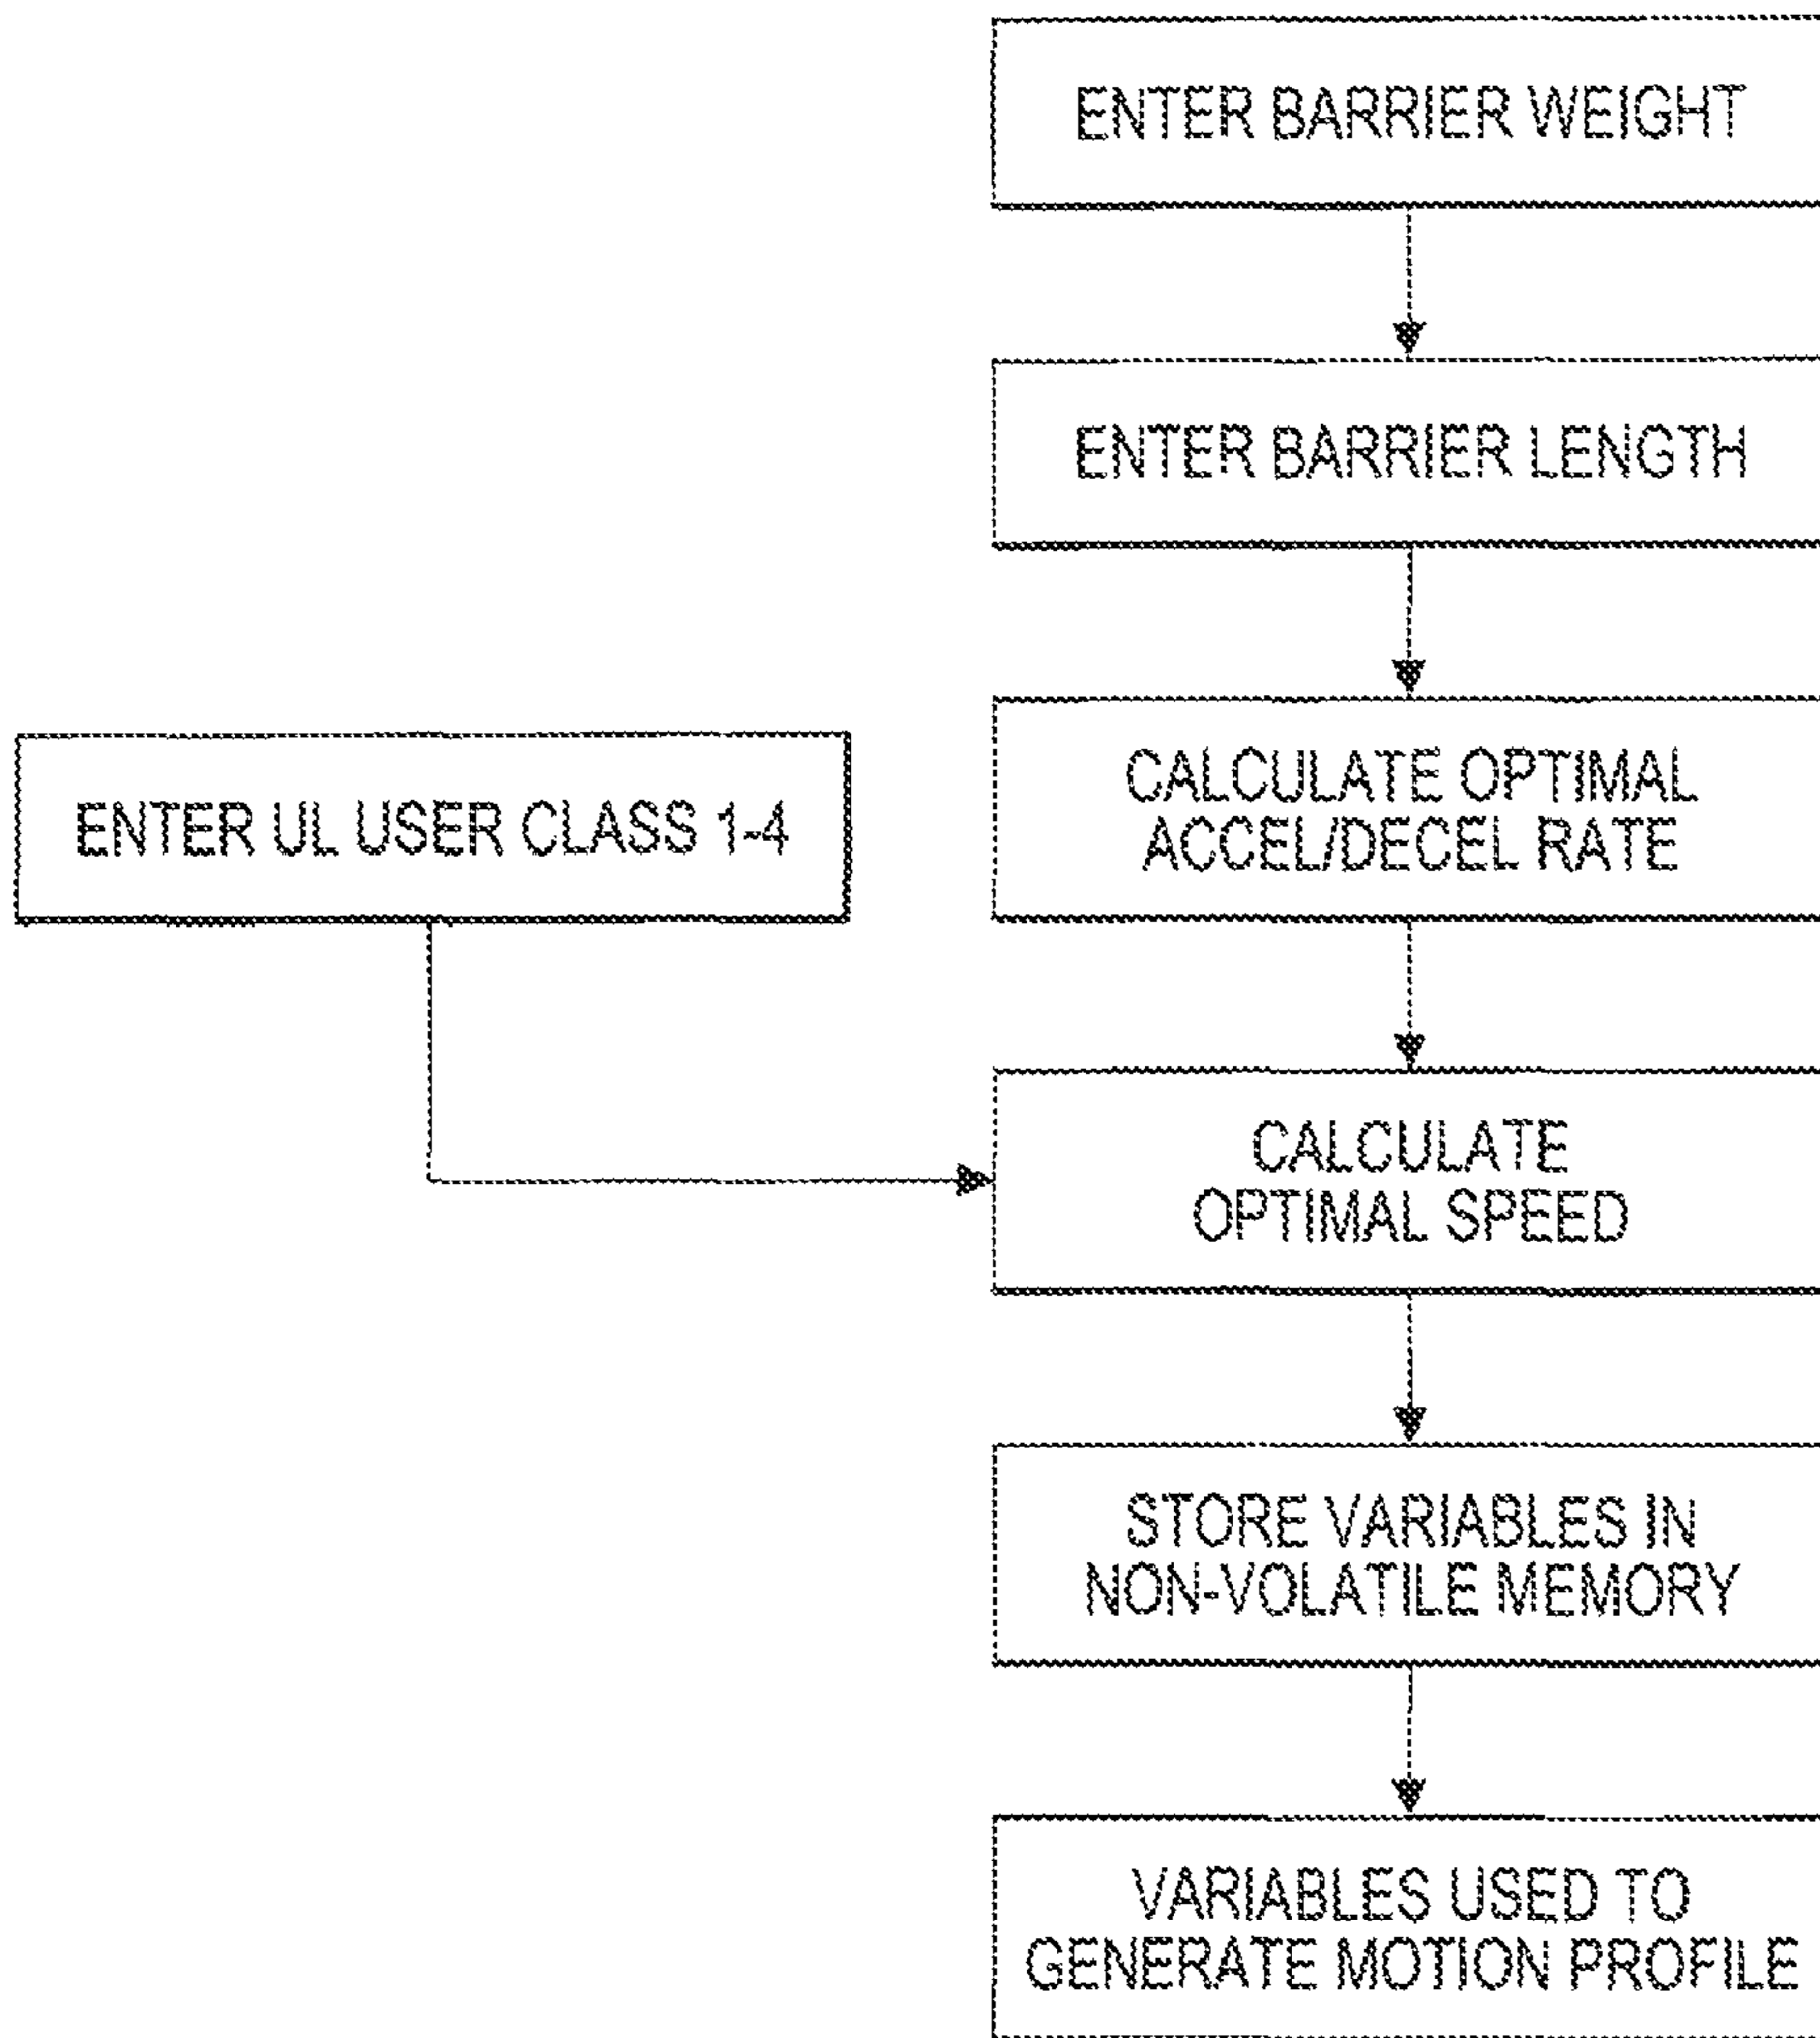 ENTER BARRIER WEIGHT
ENTER BARRIER LENGTH
CALCULATE OPTIMAL
ACCEL/DECEL RATE
ENTER UL USER CLASS 1-4
CALCULATE
OPTIMAL SPEED
STORE VARIABLES IN
NON-VOLATILE MEMORY
VARIABLES USED TO
GENERATE MOTION PROFILE